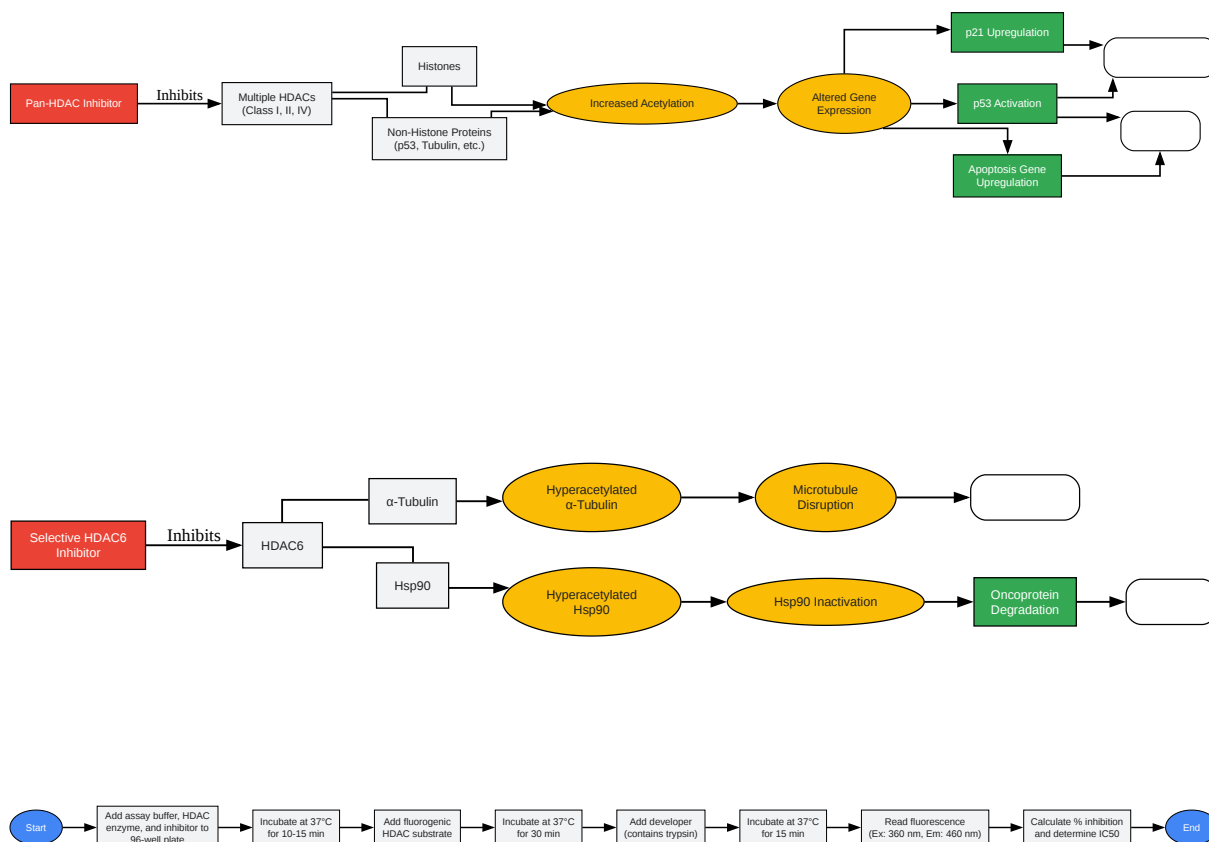 p21 Upregulation
Histones
Pan-HDAC Inhibitor
Inhibits
Multiple HDACs
(Class I, II, IV)
Increased Acetylation
Altered Gene
Expression
p53 Activation
Non-Histone Proteins
(p53, Tubulin, etc.)
Apoptosis Gene
Upregulation
α-Tubulin
Hyperacetylated
α-Tubulin
Microtubule
Disruption
Selective HDAC6
Inhibitor
Inhibits
HDAC6
Hsp90
Hyperacetylated
Hsp90
Hsp90 Inactivation
Oncoprotein
Degradation
Start
Add assay buffer, HDAC
enzyme, and inhibitor to
96-well plate
Incubate at 37°C
for 10-15 min
Add fluorogenic
HDAC substrate
Incubate at 37°C
for 30 min
Add developer
(contains trypsin)
Incubate at 37°C
for 15 min
Read fluorescence
(Ex: 360 nm, Em: 460 nm)
Calculate % inhibition
and determine IC50
End